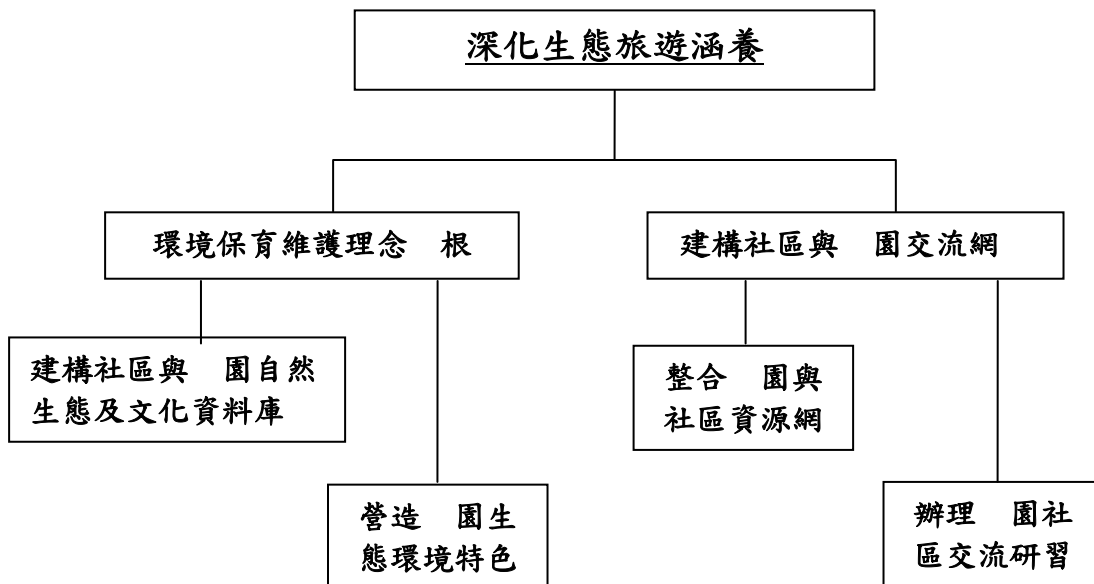 深化生態旅遊涵養
環境保育維護理念　根
建構社區與　園交流網
建構社區與　園自然
生態及文化資料庫
整合　園與
社區資源網
營造　園生
態環境特色
辦理　園社
區交流研習